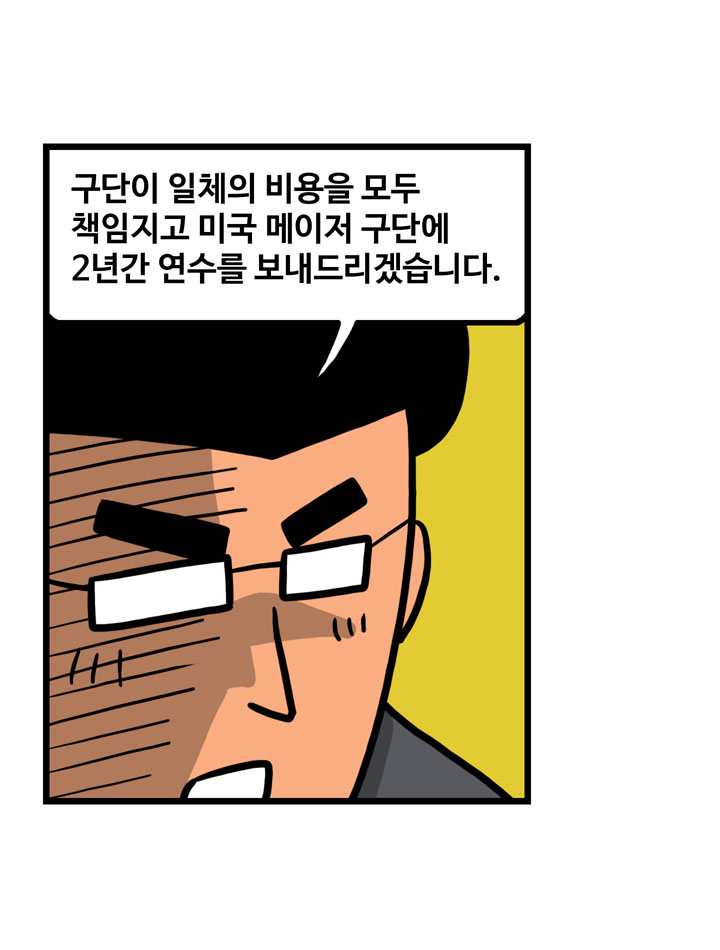 구단이 일체의 비용을 모두
책임지고 미국 메이저 구단에
2년간 연수를 보내드리겠습니다.